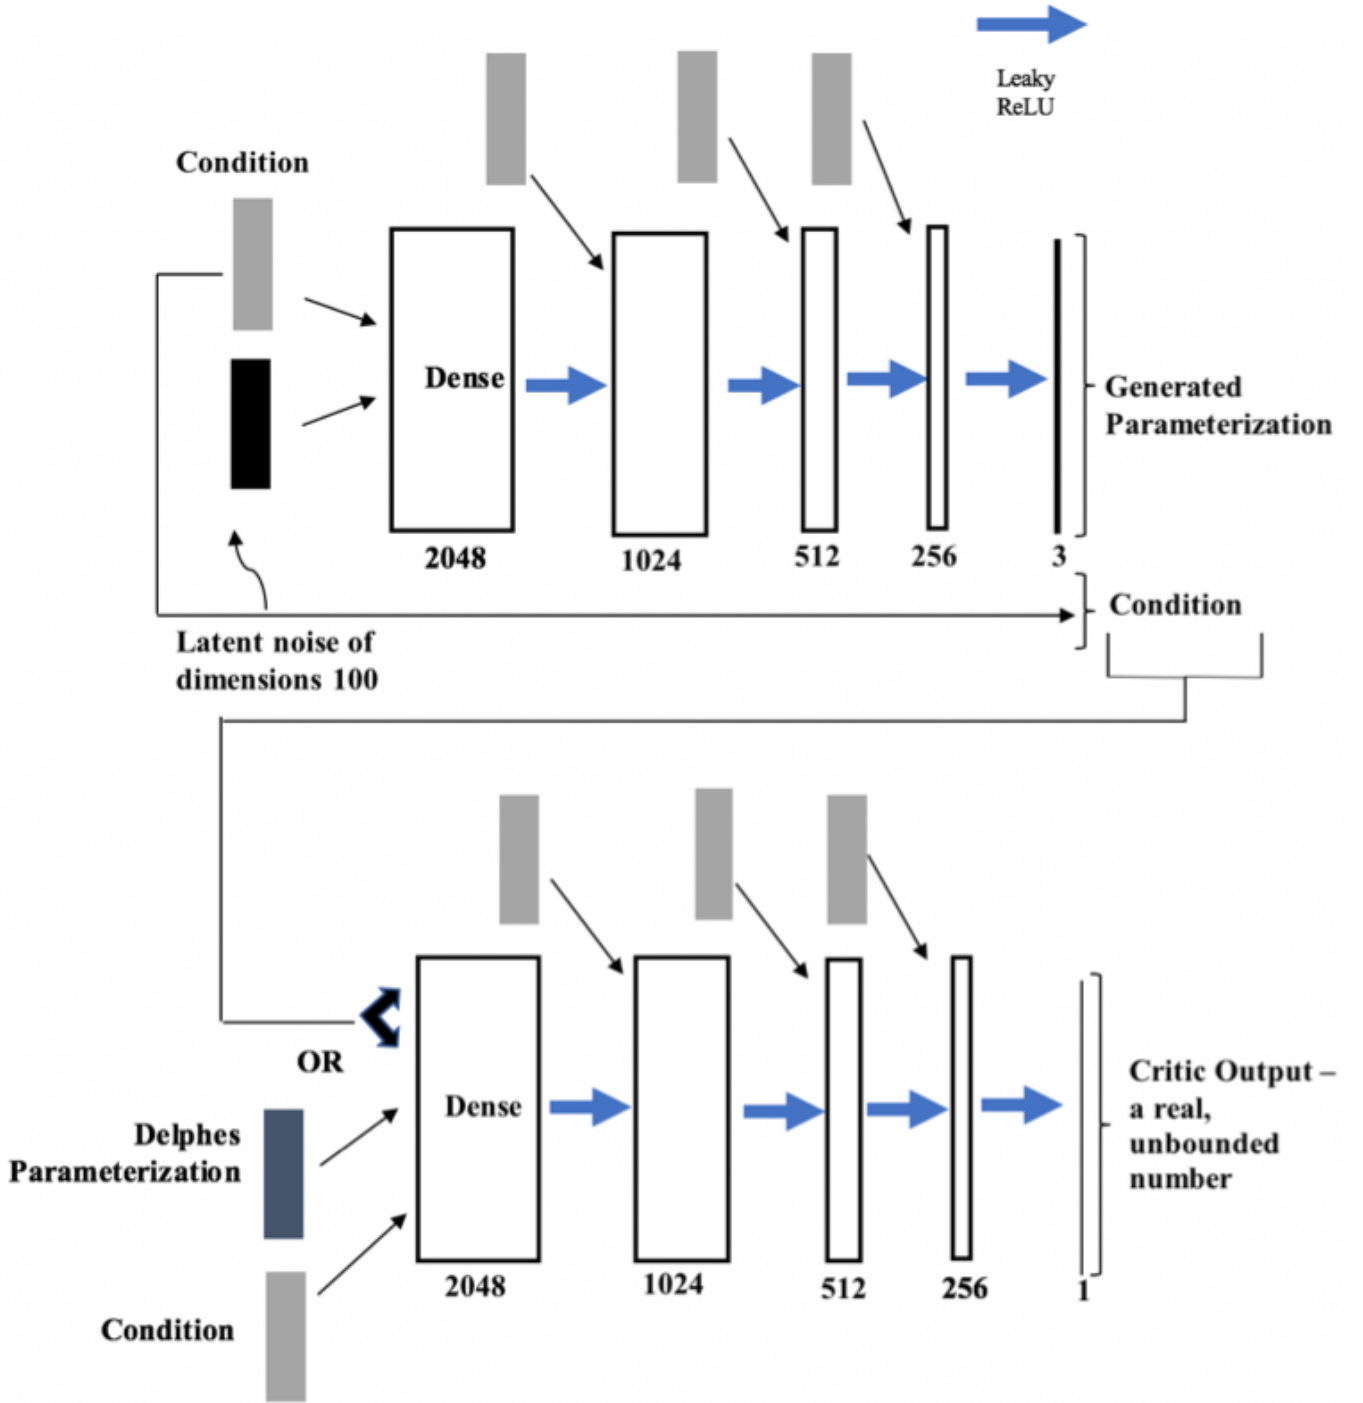 Leaky
ReLU
Condition
Dense
Generated
Parameterization
2048
1024
512
256
3
Condition
Latent noise of
dimensions 100
OR
Dense
Critic Output –
a real,
unbounded
number
Delphes
Parameterization
2048
1024
512
256
1
Condition